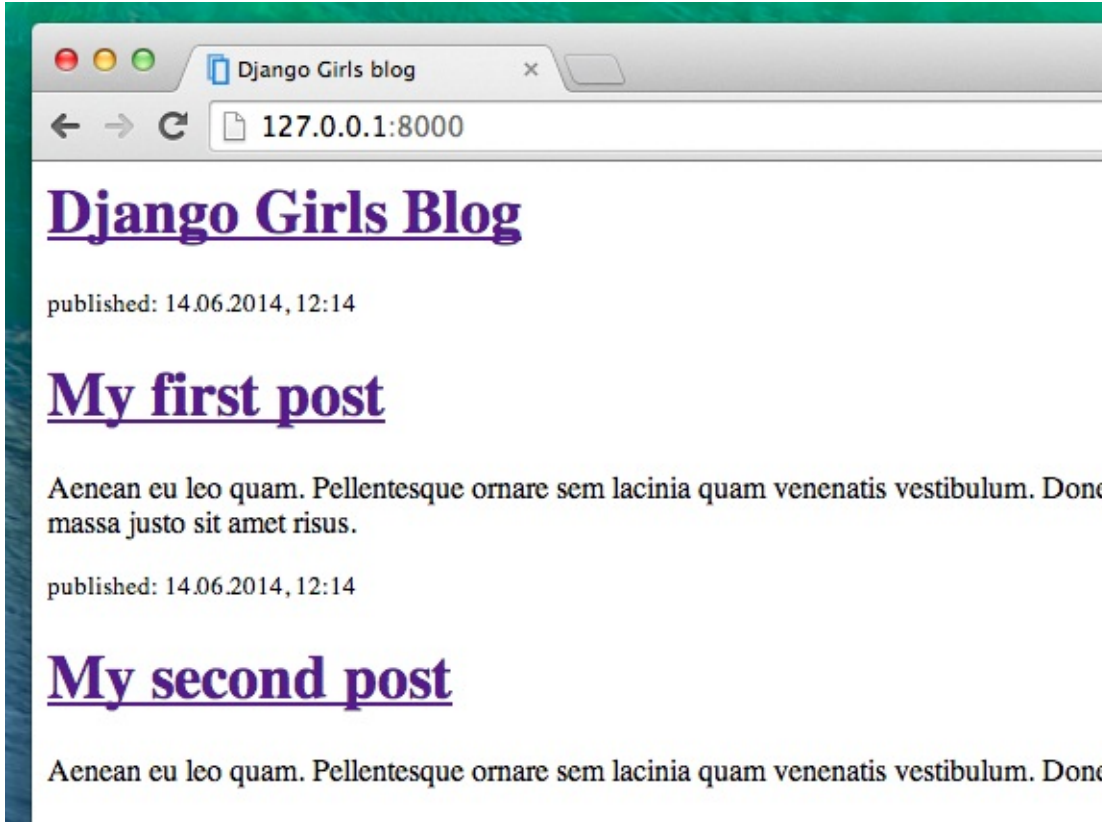 Django Girls blog
127.0.0.1:8000
Django Girls Blog
published: 14.06.2014, 12:14
My first post
Aenean eu leo quam. Pellentesque ornare sem lacinia quam venenatis vestibulum.
massa justo sit amet risus.
published: 14.06.2014, 12:14
My second post
Aenean eu leo quam. Pellentesque ornare sem lacinia quam venenatis vestibulum.